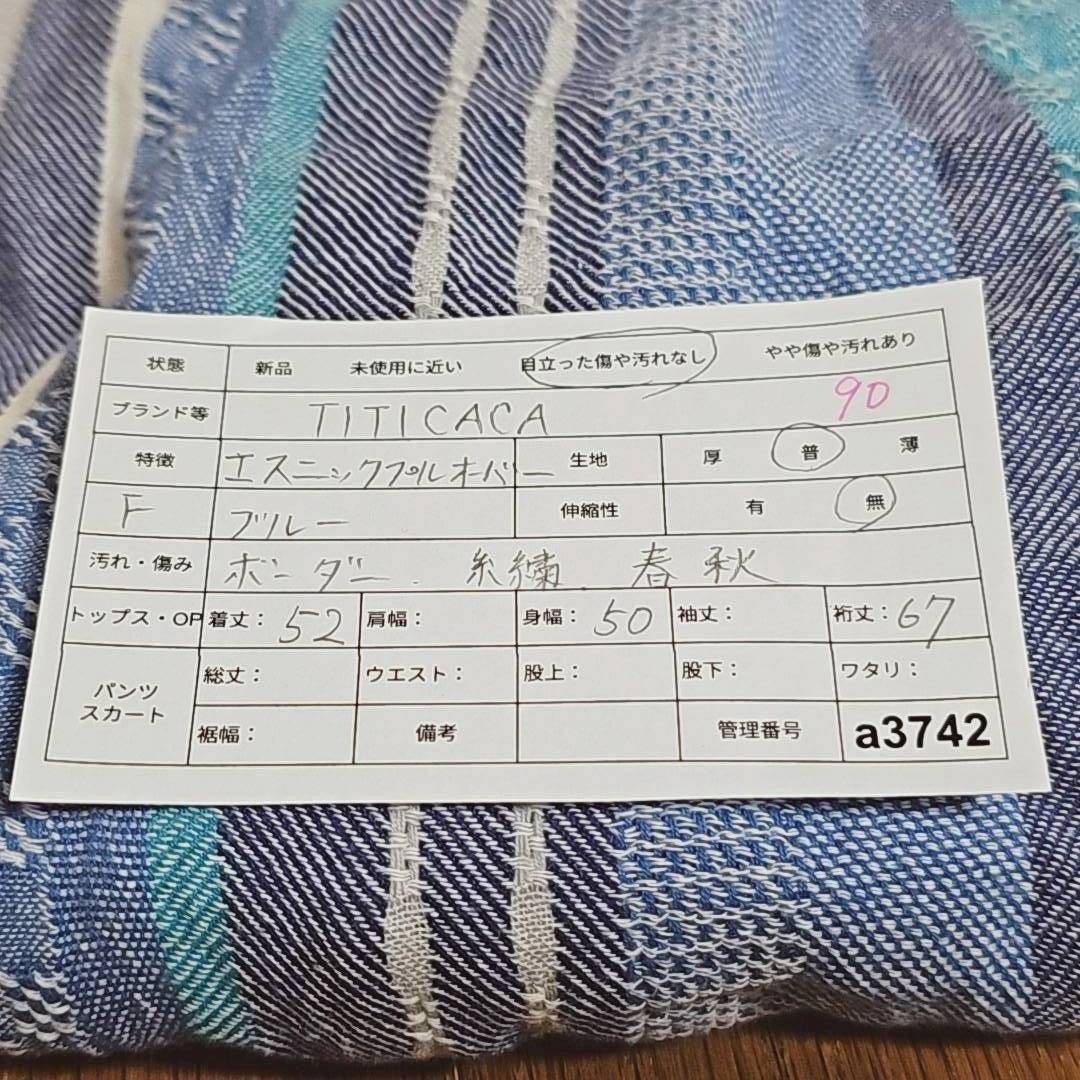 状態 新品 未使用に近い 目立った傷や汚れなし やや傷や汚れあり
ブランド等 TITICACA 90
特徴 エスニックプルオーバー 生地 厚 普 薄
F ブルー 伸縮性 有 無
汚れ・傷み ボーダー、糸繍、春秋
トップス・OP 着丈: 52 肩幅: 身幅: 50 袖丈: 裄丈: 67
パンツ 総丈: ウエスト: 股上: 股下: ワタリ:
スカート 裾幅: 備考 管理番号 a3742